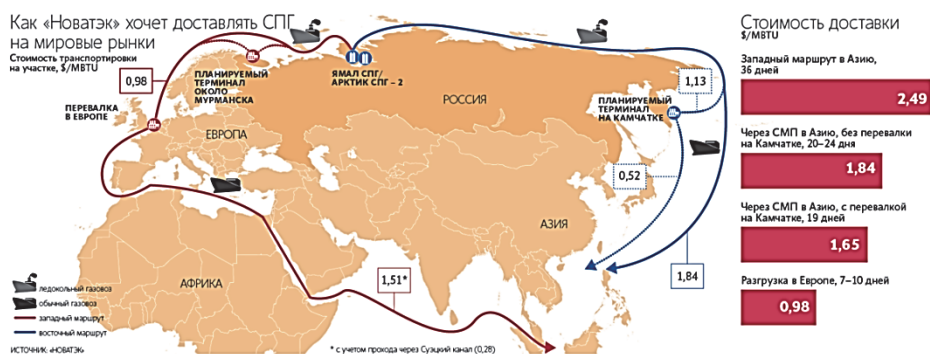 Как «Новатэк» хочет доставлять СПГ
на мировые рынки
Стоимость транспортировки
на участке, $/MBTU
0,98
ПЕРЕВАЛКА
В ЕВРОПЕ
ПЛАНИРУЕМЫЙ
ТЕРМИНАЛ
ОКОЛО
МУРМАНСКА
ЯМАЛ СПГ/
АРКТИК СПГ – 2
РОССИЯ
ЕВРОПА
ПЛАНИРУЕМЫЙ
ТЕРМИНАЛ
НА КАМЧАТКЕ
1,13
0,52
АЗИЯ
1,84
1,51*
АФРИКА
ледокольный газовоз
обычный газовоз
западный маршрут
восточный маршрут
ИСТОЧНИК: «НОВАТЭК»
* с учетом прохода через Суэцкий канал (0,28)
Стоимость доставки
$/MBTU
Западный маршрут в Азию,
36 дней
2,49
Через СМП в Азию, без перевалки
на Камчатке, 20–24 дня
1,84
Через СМП в Азию, с перевалкой
на Камчатке, 19 дней
1,65
Разгрузка в Европе, 7–10 дней
0,98